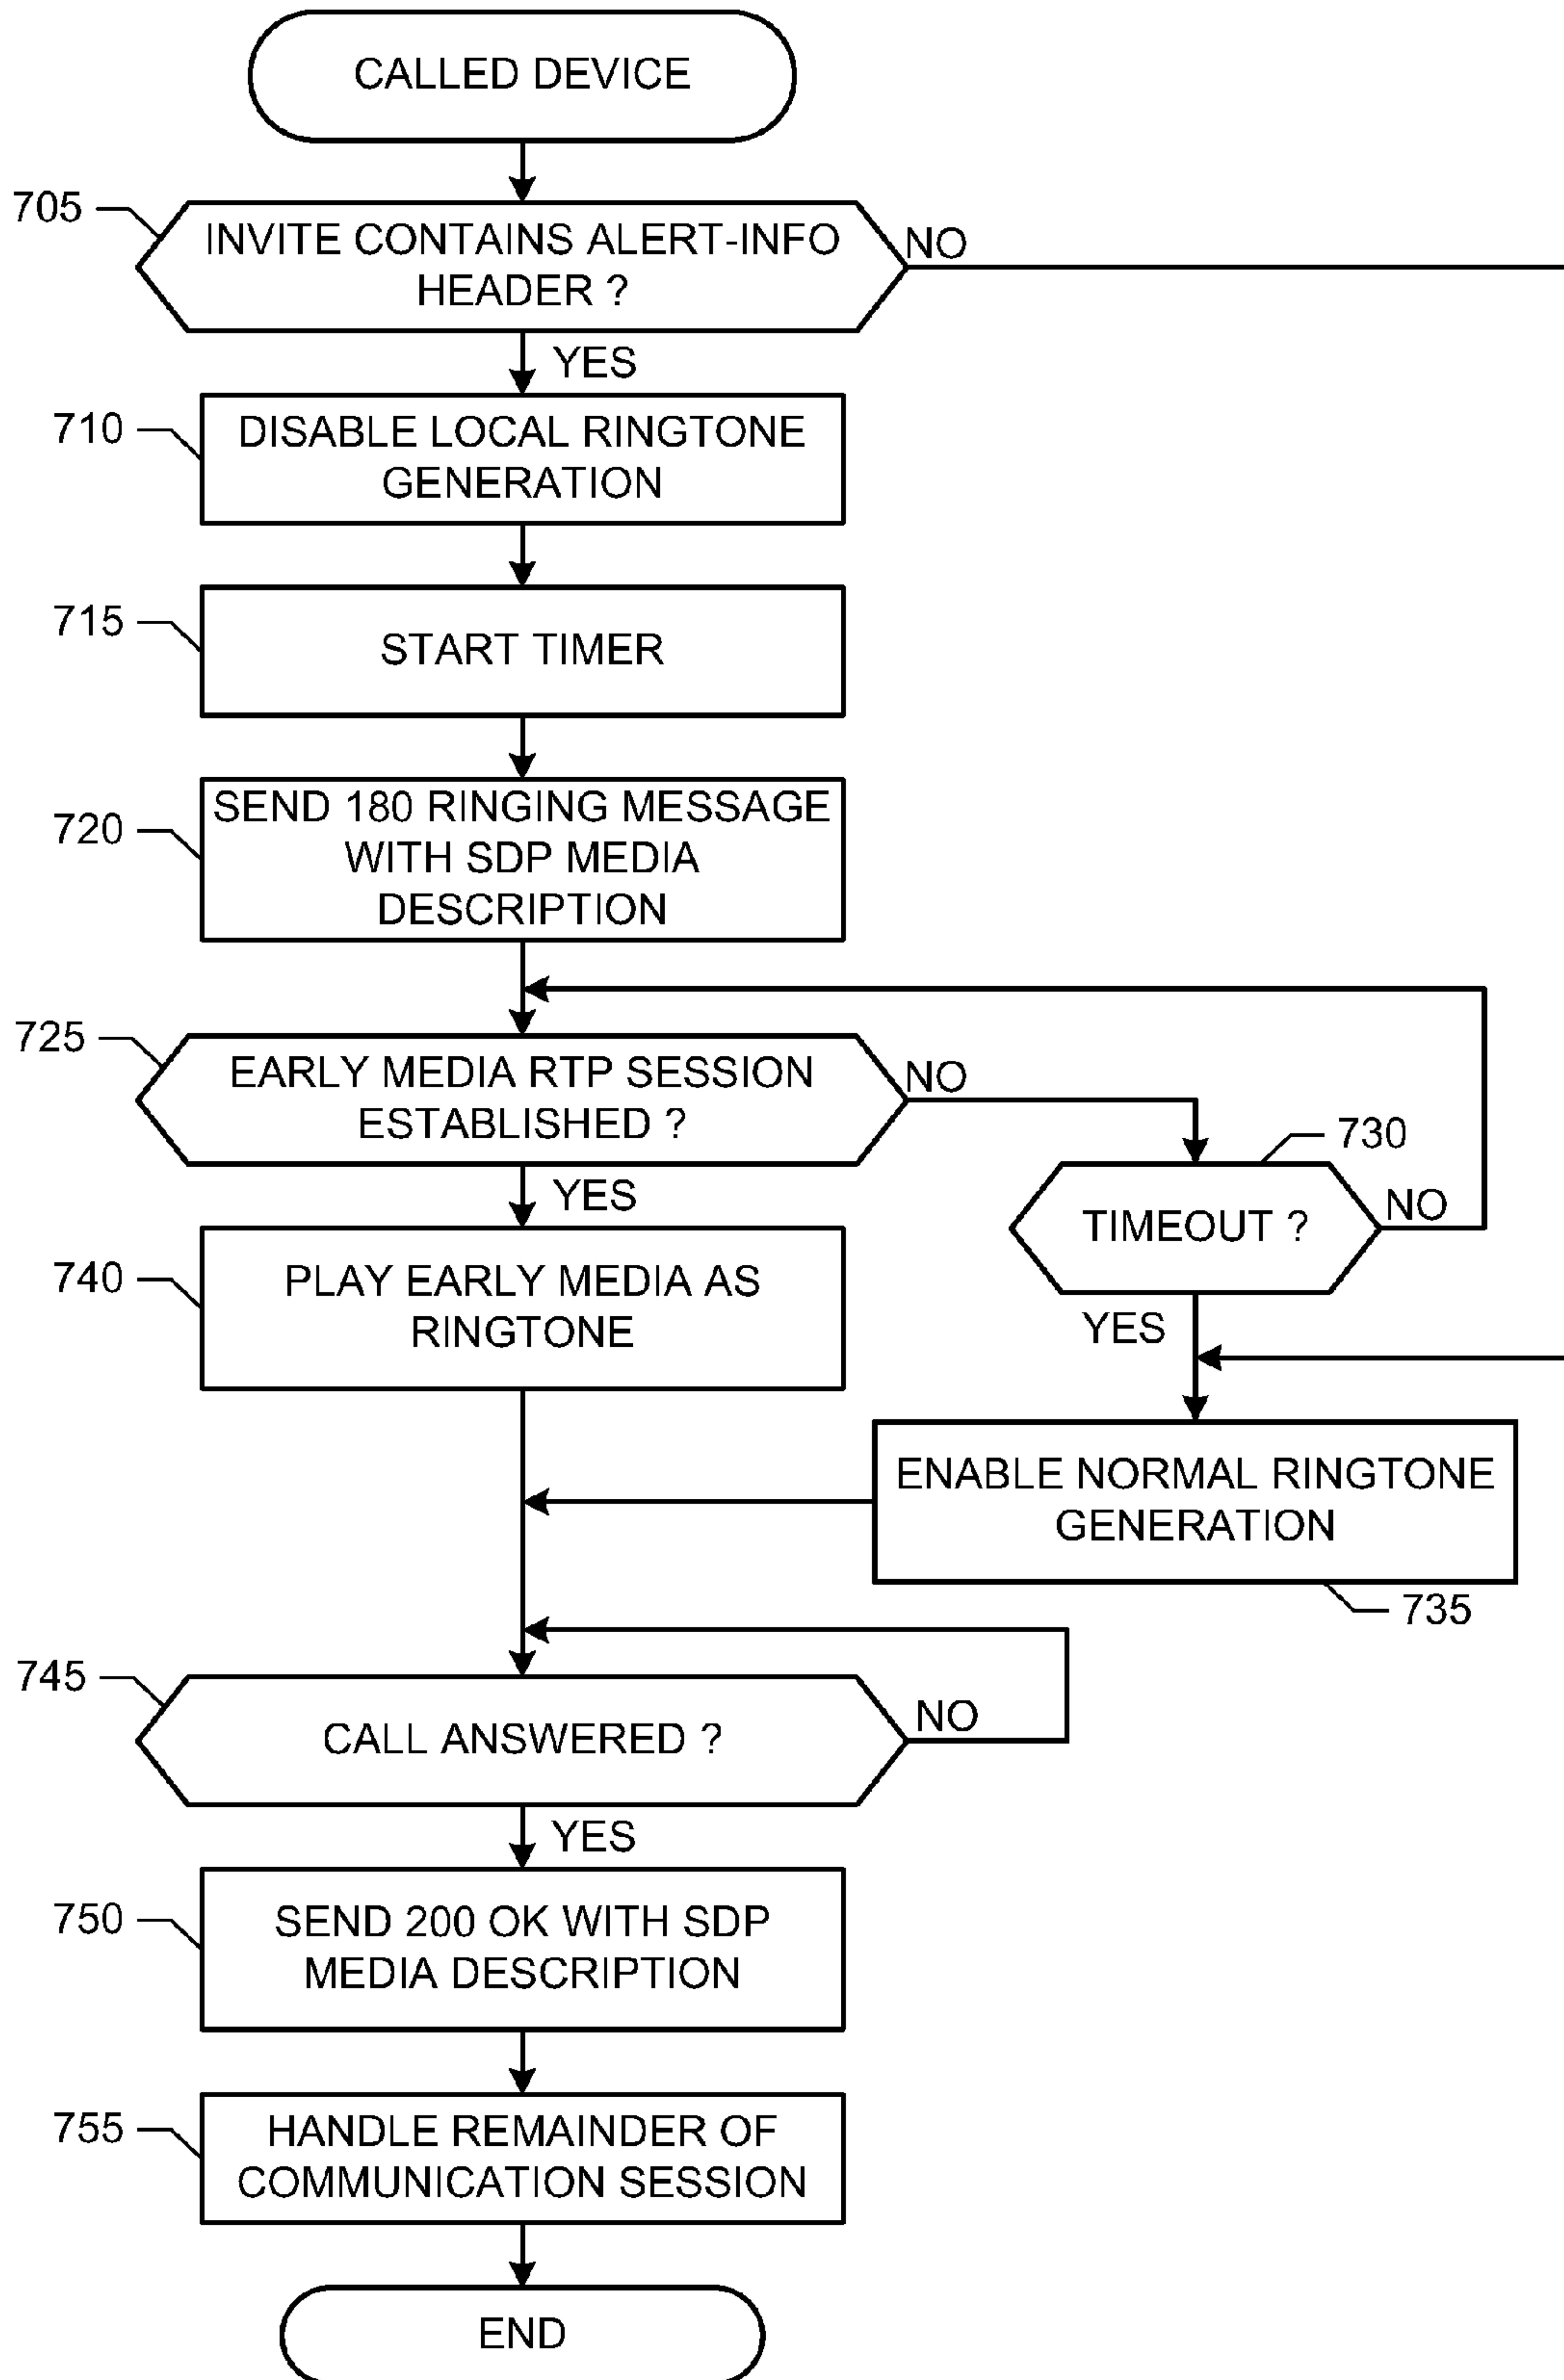 CALLED DEVICE
705
INVITE CONTAINS ALERT-INFO
HEADER ?
NO
YES
710
DISABLE LOCAL RINGTONE
GENERATION
715
START TIMER
720
SEND 180 RINGING MESSAGE
WITH SDP MEDIA
DESCRIPTION
725
EARLY MEDIA RTP SESSION
ESTABLISHED ?
NO
730
TIMEOUT ?
NO
YES
YES
740
PLAY EARLY MEDIA AS
RINGTONE
ENABLE NORMAL RINGTONE
GENERATION
735
745
CALL ANSWERED ?
NO
YES
750
SEND 200 OK WITH SDP
MEDIA DESCRIPTION
755
HANDLE REMAINDER OF
COMMUNICATION SESSION
END